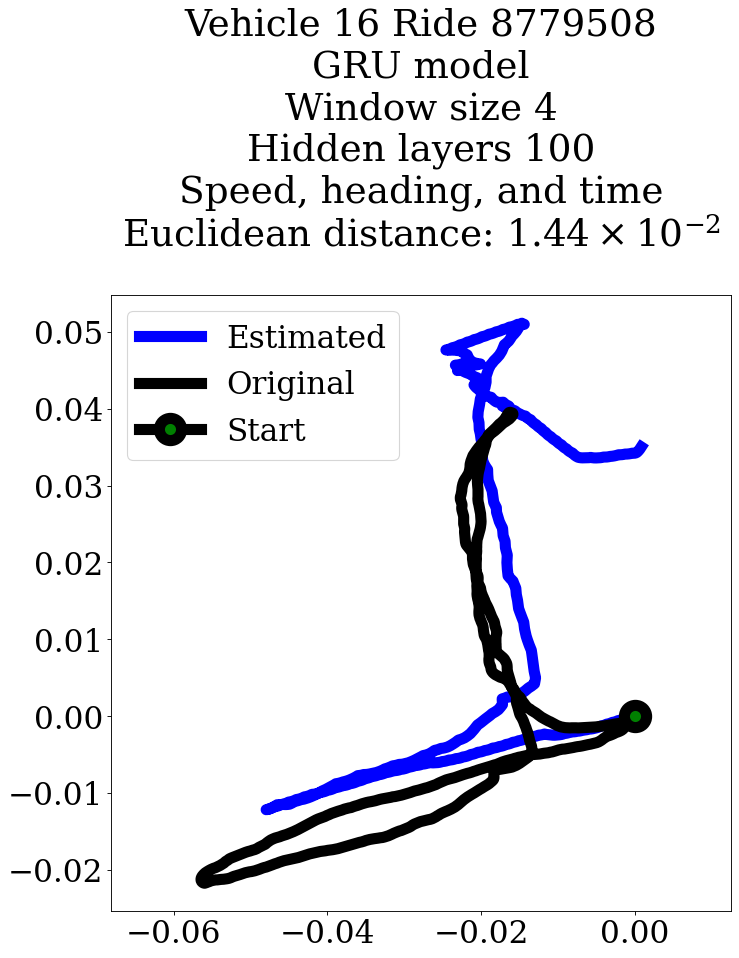 Vehicle 16 Ride 8779508
GRU model
Window size 4
Hidden layers 100
Speed, heading, and time
Euclidean distance: 1.44 × 10⁻²
Estimated
Original
Start
0.05
0.04
0.03
0.02
0.01
0.00
−0.01
−0.02
−0.06 −0.04 −0.02 0.00